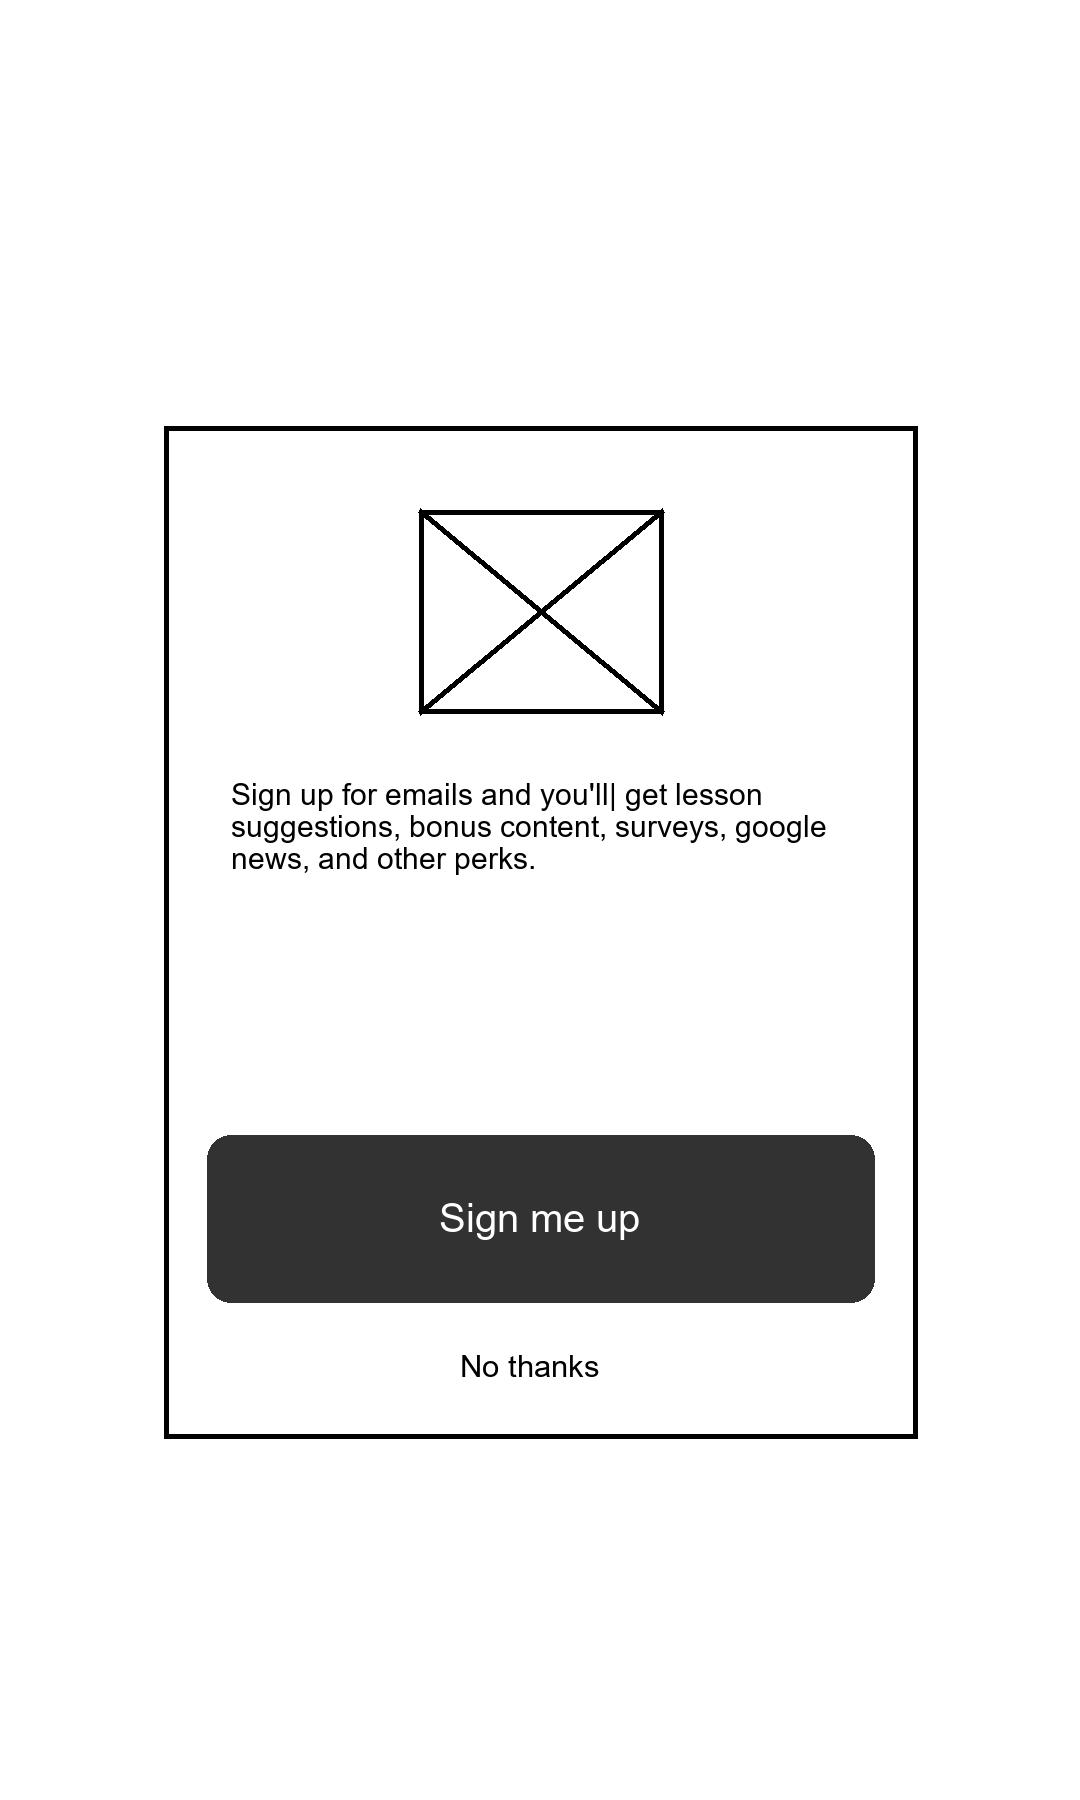 Sign up for emails and you'll| get lesson
suggestions, bonus content, surveys, google
news, and other perks.
Sign me up
No thanks